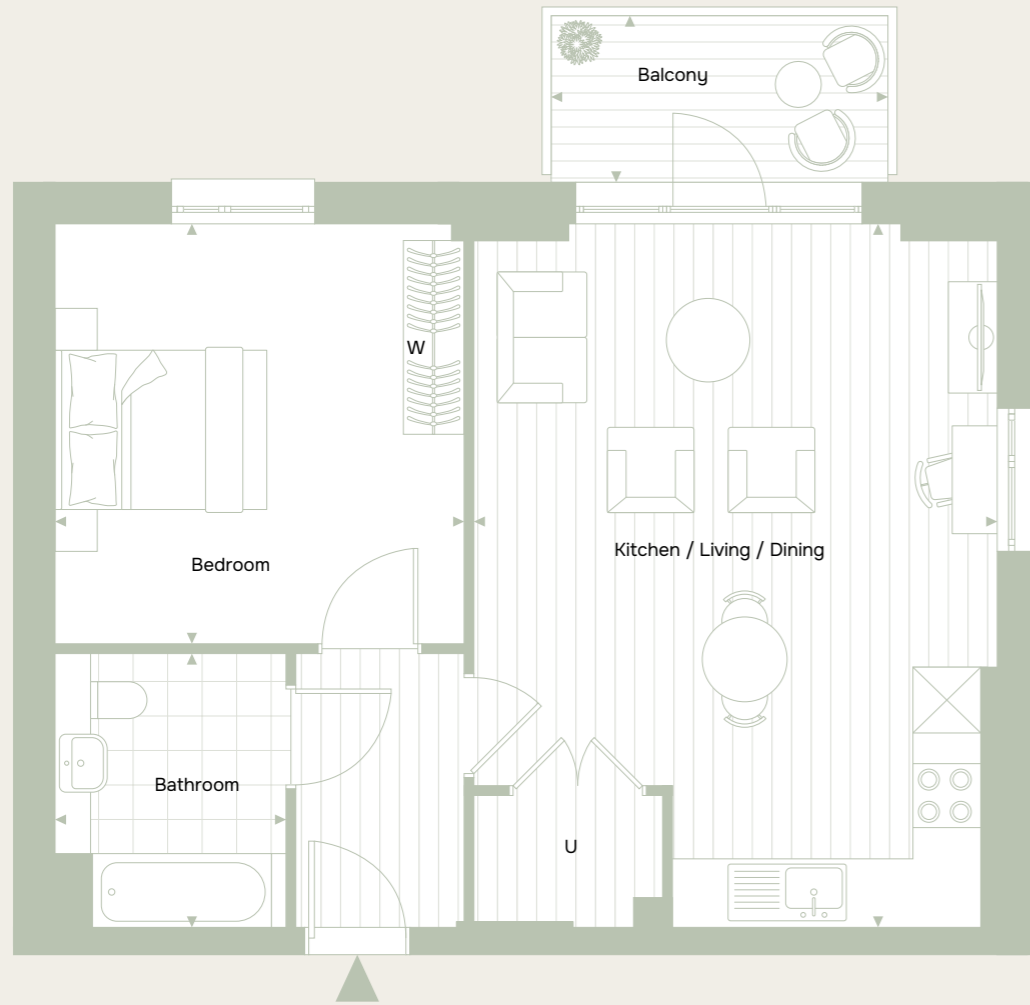 Balcony
W
Kitchen / Living / Dining
Bedroom
Bathroom
U